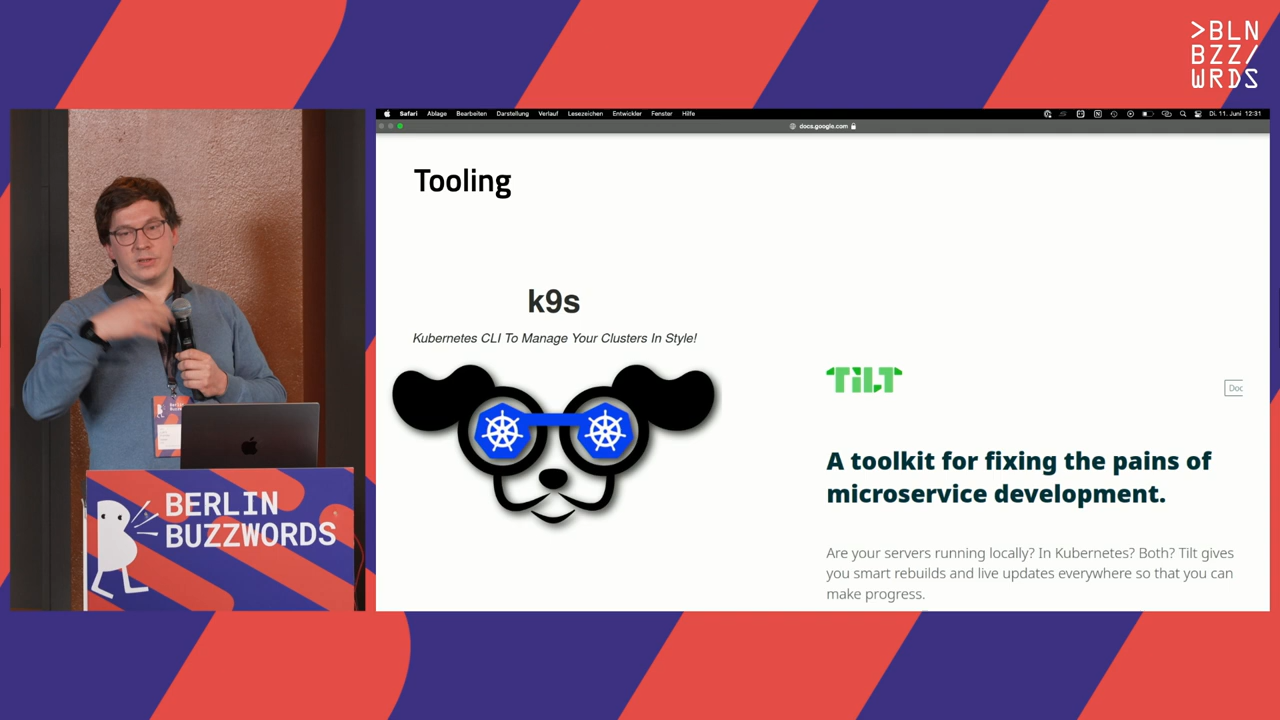 >BLN
BZZ/
WRDS
Safari Ablage Bearbeiten Darstellung Verlauf Lesezeichen Entwickler Fenster Hilfe
Di. 11. Juni 12:31
docs.google.com
Tooling
k9s
Kubernetes CLI To Manage Your Clusters In Style!
TiLT
Doc
A toolkit for fixing the pains of
microservice development.
Are your servers running locally? In Kubernetes? Both? Tilt gives
you smart rebuilds and live updates everywhere so that you can
make progress.
Berlin
BERLIN
BUZZWORDS